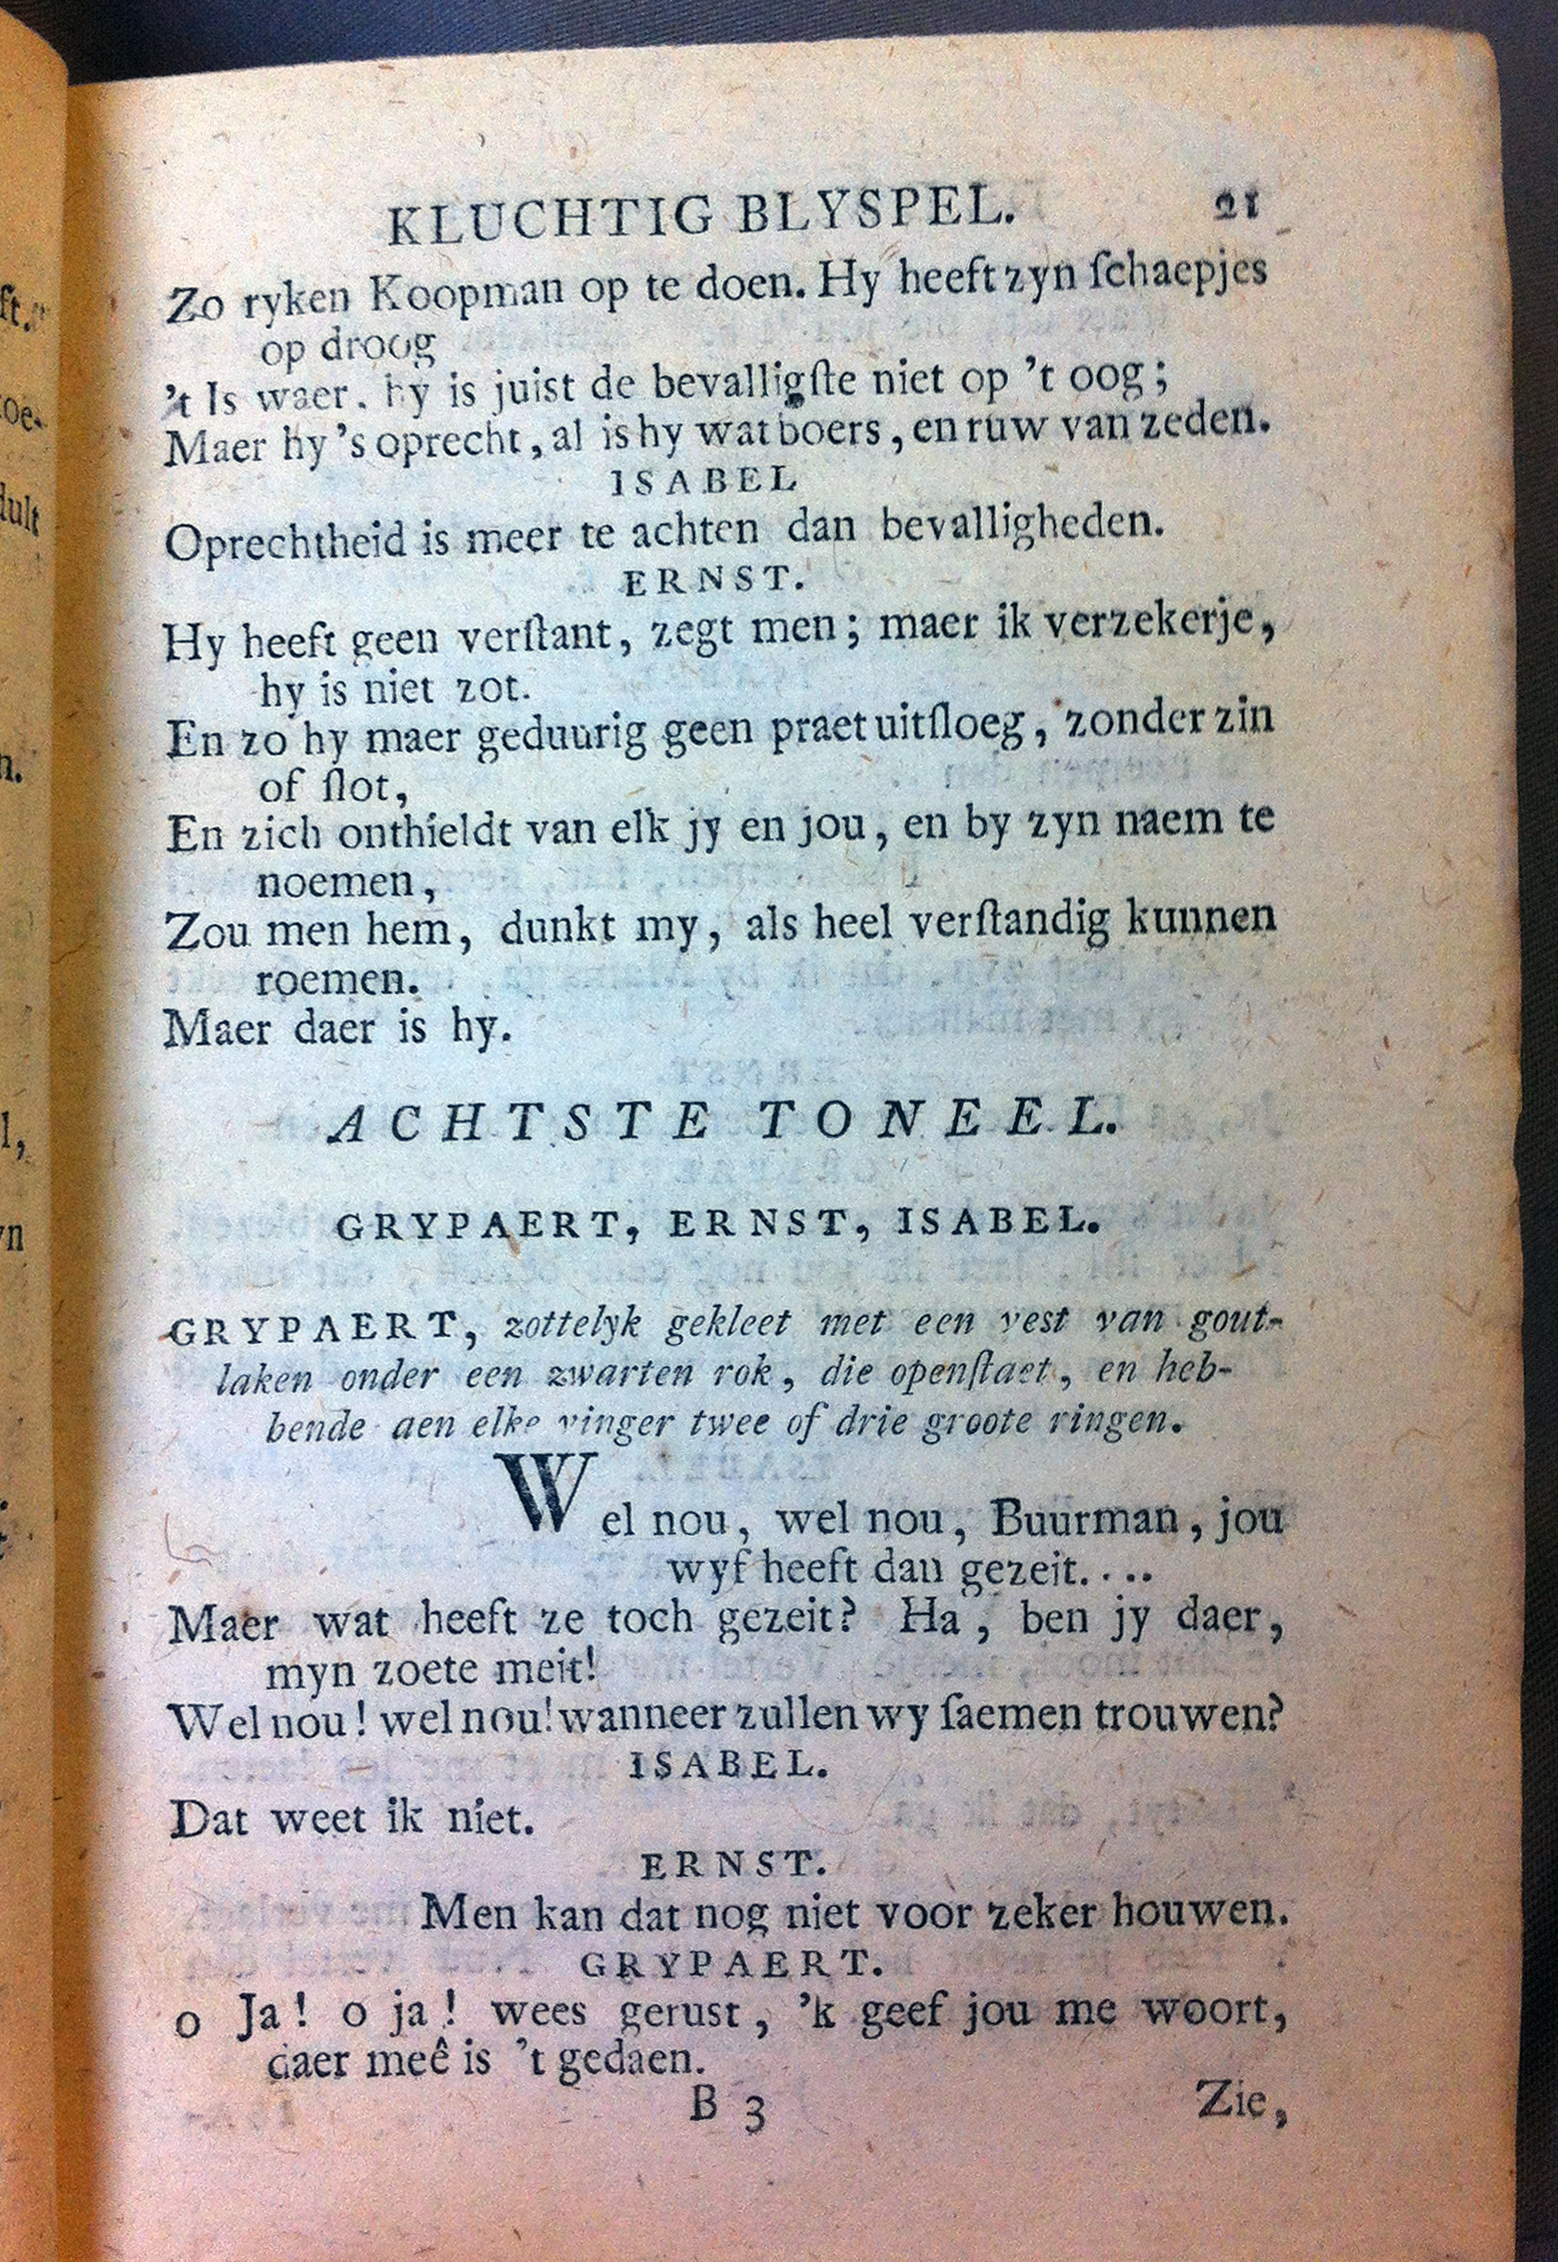 KLUCHTIG BLYSPEL. 21
Zo ryken Koopman op te doen. Hy heeft zyn ſchaepjes
op droog
't Is waer. hy is juist de bevalligſte niet op 't oog;
Maer hy 's oprecht, al is hy wat boers, en ruw van zeden.
ISABEL
Oprechtheid is meer te achten dan bevalligheden.
ERNST.
Hy heeft geen verſtant, zegt men; maer ik verzekerje,
hy is niet zot.
En zo hy maer geduurig geen praet uitſloeg, zonder zin
of ſlot,
En zich onthieldt van elk jy en jou, en by zyn naem te
noemen,
Zou men hem, dunkt my, als heel verſtandig kunnen
roemen.
Maer daer is hy.
ACHTSTE TONEEL.
GRYPAERT, ERNST, ISABEL.
GRYPAERT, zottelyk gekleet met een vest van gout-
laken onder een zwarten rok, die openſtaet, en heb-
bende aen elke vinger twee of drie groote ringen.
Wel nou, wel nou, Buurman, jou
wyf heeft dan gezeit....
Maer wat heeft ze toch gezeit? Ha, ben jy daer,
myn zoete meit!
Wel nou! wel nou! wanneer zullen wy ſaemen trouwen?
ISABEL.
Dat weet ik niet.
ERNST.
Men kan dat nog niet voor zeker houwen.
GRYPAERT.
o Ja! o ja! wees gerust, 'k geef jou me woort,
daer meê is 't gedaen.
B 3 Zie,